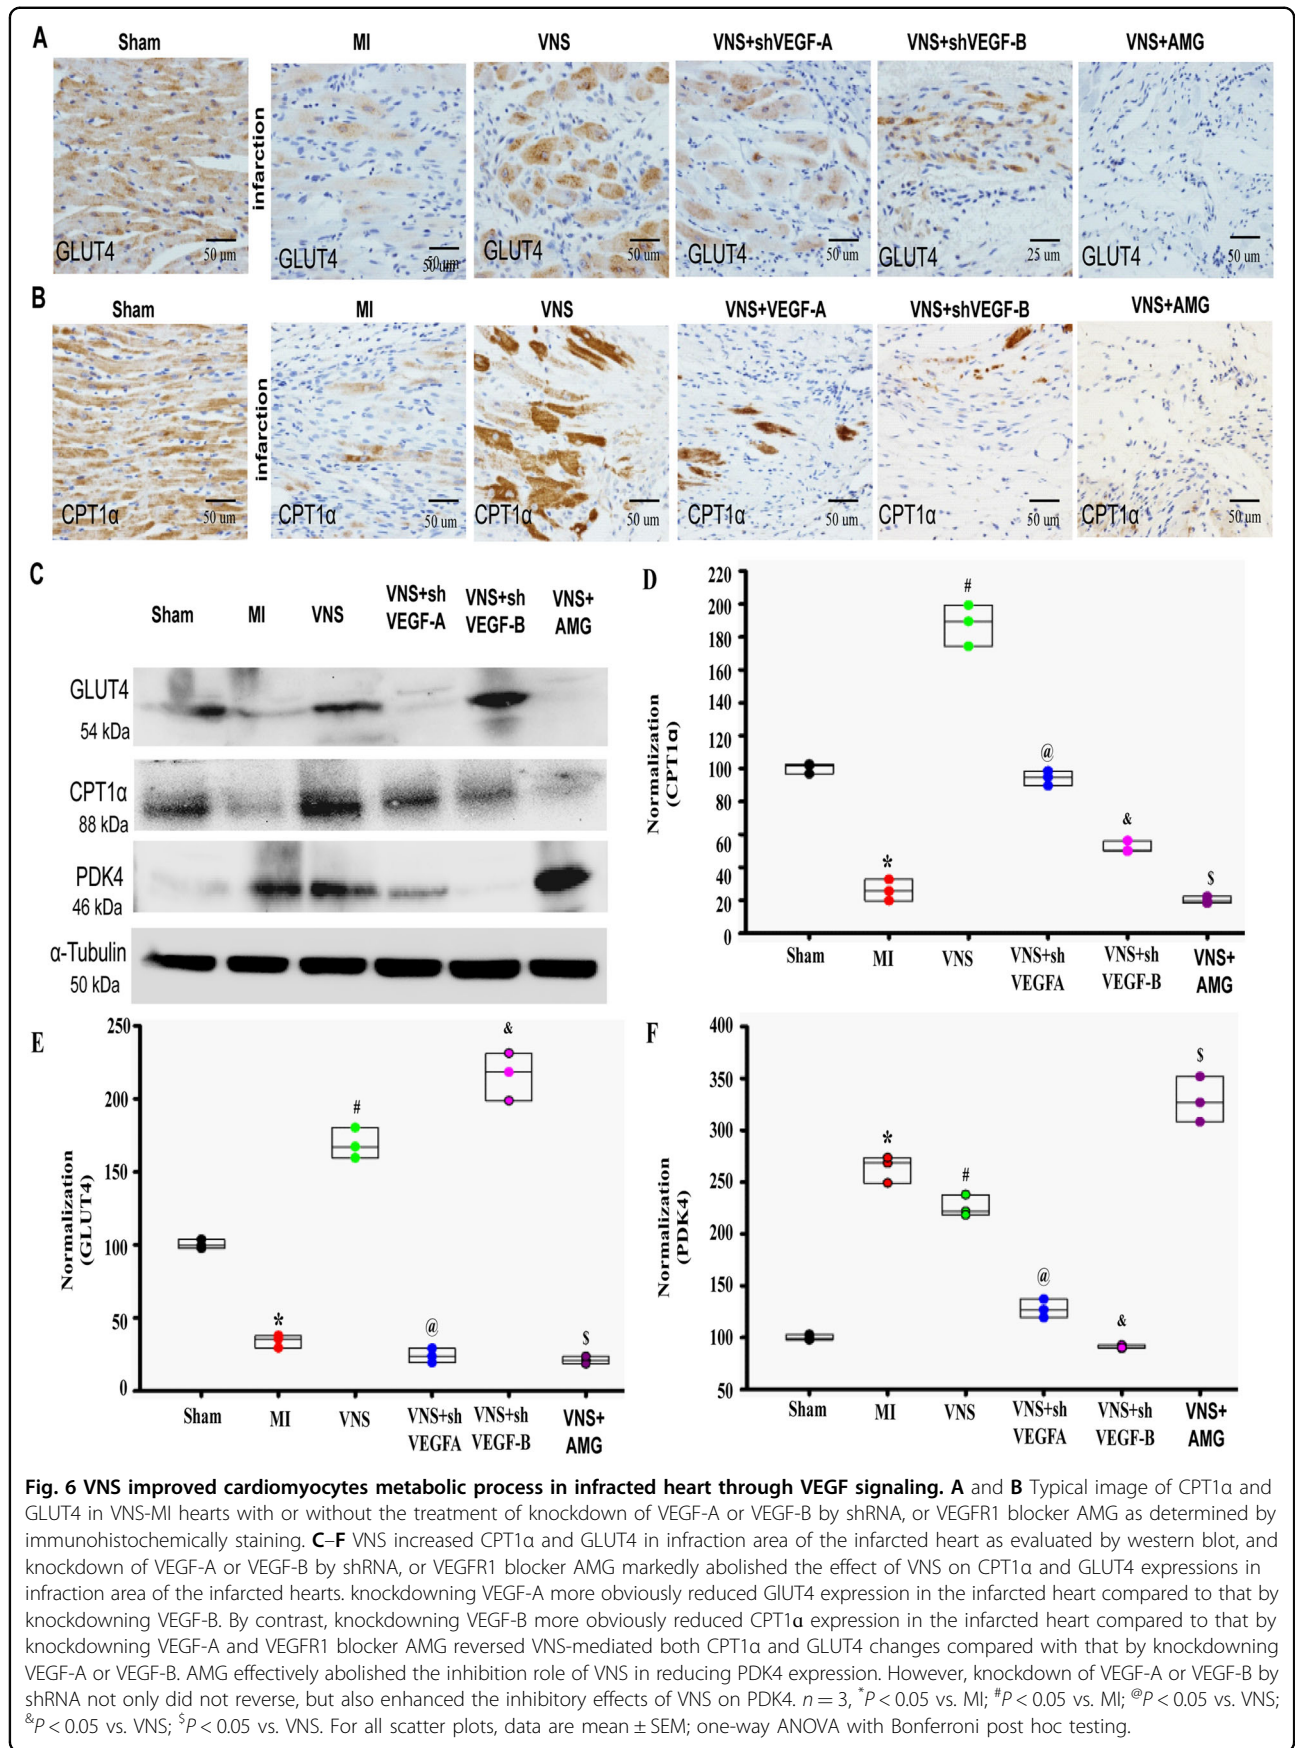 A
Sham MI VNS VNS+shVEGF-A VNS+shVEGF-B VNS+AMG
infarction
GLUT4 50 um GLUT4 50 um GLUT4 50 um GLUT4 50 um GLUT4 25 um GLUT4 50 um
B
Sham MI VNS VNS+VEGF-A VNS+shVEGF-B VNS+AMG
infarction
CPT1α 50 um CPT1α 50 um CPT1α 50 um CPT1α 50 um CPT1α 50 um CPT1α 50 um
C
Sham MI VNS VNS+sh VNS+sh VNS+
VEGF-A VEGF-B AMG
GLUT4
54 kDa
CPT1α
88 kDa
PDK4
46 kDa
α-Tubulin
50 kDa
D
Normalization
(CPT1α)
220
200
180
160
140
120
100
80
60
40
20
0
* # @ & $
Sham MI VNS VNS+sh VNS+sh VNS+
VEGFA VEGF-B AMG
E
Normalization
(GLUT4)
250
200
150
100
50
0
* # @ & $
Sham MI VNS VNS+sh VNS+sh VNS+
VEGFA VEGF-B AMG
F
Normalization
(PDK4)
400
350
300
250
200
150
100
50
* # @ & $
Sham MI VNS VNS+sh VNS+sh VNS+
VEGFA VEGF-B AMG
Fig. 6 VNS improved cardiomyocytes metabolic process in infracted heart through VEGF signaling. A and B Typical image of CPT1α and
GLUT4 in VNS-MI hearts with or without the treatment of knockdown of VEGF-A or VEGF-B by shRNA, or VEGFR1 blocker AMG as determined by
immunohistochemically staining. C–F VNS increased CPT1α and GLUT4 in infraction area of the infarcted heart as evaluated by western blot, and
knockdown of VEGF-A or VEGF-B by shRNA, or VEGFR1 blocker AMG markedly abolished the effect of VNS on CPT1α and GLUT4 expressions in
infraction area of the infarcted hearts. knockdowning VEGF-A more obviously reduced GlUT4 expression in the infarcted heart compared to that by
knockdowning VEGF-B. By contrast, knockdowning VEGF-B more obviously reduced CPT1α expression in the infarcted heart compared to that by
knockdowning VEGF-A and VEGFR1 blocker AMG reversed VNS-mediated both CPT1α and GLUT4 changes compared with that by knockdowning
VEGF-A or VEGF-B. AMG effectively abolished the inhibition role of VNS in reducing PDK4 expression. However, knockdown of VEGF-A or VEGF-B by
shRNA not only did not reverse, but also enhanced the inhibitory effects of VNS on PDK4. n = 3, *P < 0.05 vs. MI; #P < 0.05 vs. MI; @P < 0.05 vs. VNS;
&P < 0.05 vs. VNS; $P < 0.05 vs. VNS. For all scatter plots, data are mean ± SEM; one-way ANOVA with Bonferroni post hoc testing.